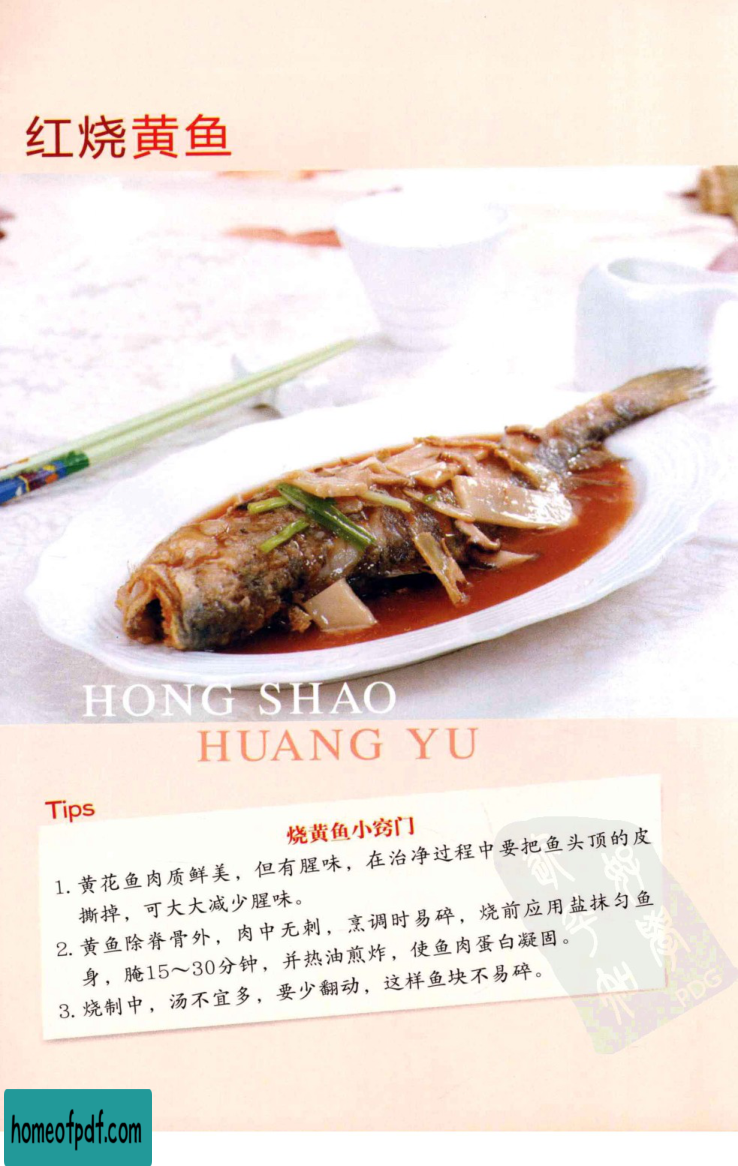 红烧黄鱼
HONG SHAO
HUANG YU
Tips
烧黄鱼小窍门
1. 黄花鱼肉质鲜美，但有腥味，在治净过程中要把鱼头顶的皮
撕掉，可大大减少腥味。
2. 黄鱼除脊骨外，肉中无刺，烹调时易碎，烧前应用盐抹匀鱼
身，腌15～30分钟，并热油煎炸，使鱼肉蛋白凝固。
3. 烧制中，汤不宜多，要少翻动，这样鱼块不易碎。
PDG
homeofpdf.com